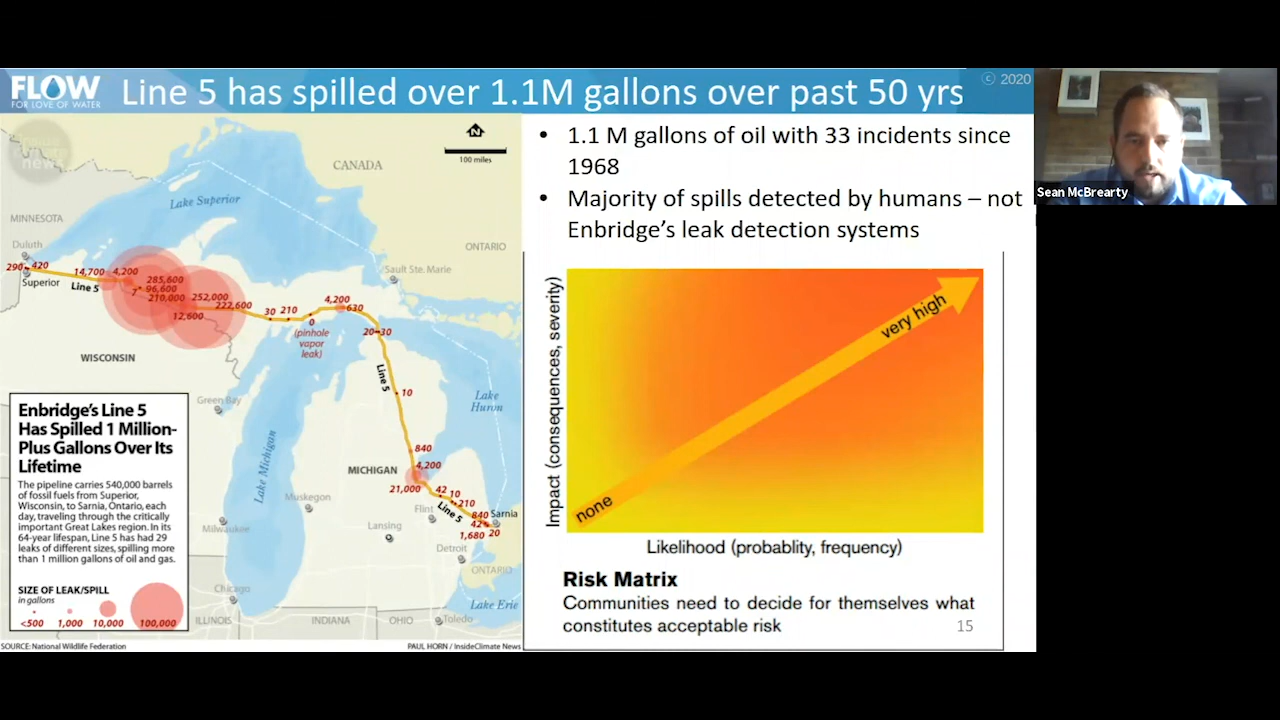 FLOW
FOR LOVE OF WATER
Line 5 has spilled over 1.1M gallons over past 50 yrs
© 2020
Sean McBrearty
• 1.1 M gallons of oil with 33 incidents since
1968
• Majority of spills detected by humans – not
Enbridge's leak detection systems
N
100 miles
CANADA
Lake Superior
MINNESOTA
Duluth
ONTARIO
Sault Ste. Marie
290
420
Superior
14,700
4,200
Line 5
285,600
7
96,600
210,000
252,000
222,600
12,600
30
210
0
(pinhole
vapor
leak)
4,200
630
20
30
WISCONSIN
Line 5
10
Lake
Huron
Green Bay
Lake Michigan
840
4,200
MICHIGAN
21,000
42
10
210
Line 5
840
Sarnia
42
1,680
20
Muskegon
Flint
Lansing
Milwaukee
Detroit
ONTARIO
Chicago
Lake Erie
ILLINOIS
INDIANA
OHIO
Toledo
Enbridge's Line 5
Has Spilled 1 Million-
Plus Gallons Over Its
Lifetime
The pipeline carries 540,000 barrels
of fossil fuels from Superior,
Wisconsin, to Sarnia, Ontario, each
day, traveling through the critically
important Great Lakes region. In its
64-year lifespan, Line 5 has had 29
leaks of different sizes, spilling more
than 1 million gallons of oil and gas.
SIZE OF LEAK/SPILL
in gallons
<500 1,000 10,000 100,000
SOURCE: National Wildlife Federation
PAUL HORN / InsideClimate News
Impact (consequences, severity)
none
very high
Likelihood (probablity, frequency)
Risk Matrix
Communities need to decide for themselves what
constitutes acceptable risk
15